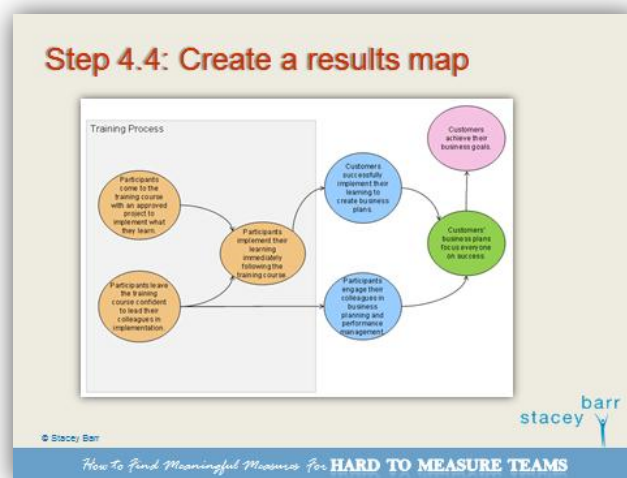 Step 4.4: Create a results map
Training Process
Participants
come to the
training course
with an approved
project to
implement what
they learn.
Participants leave
the training
course confident
to lead their
colleagues in
implementation.
Participants
implement their
learning
immediately
following the
training course.
Customers
successfully
implement their
learning to
create business
plans.
Participants
engage their
colleagues in
business
planning and
performance
management.
Customers'
business plans
focus everyone
on success.
Customers
achieve their
business goals.
© Stacey Barr
stacey
barr
How to Find Meaningful Measures For HARD TO MEASURE TEAMS